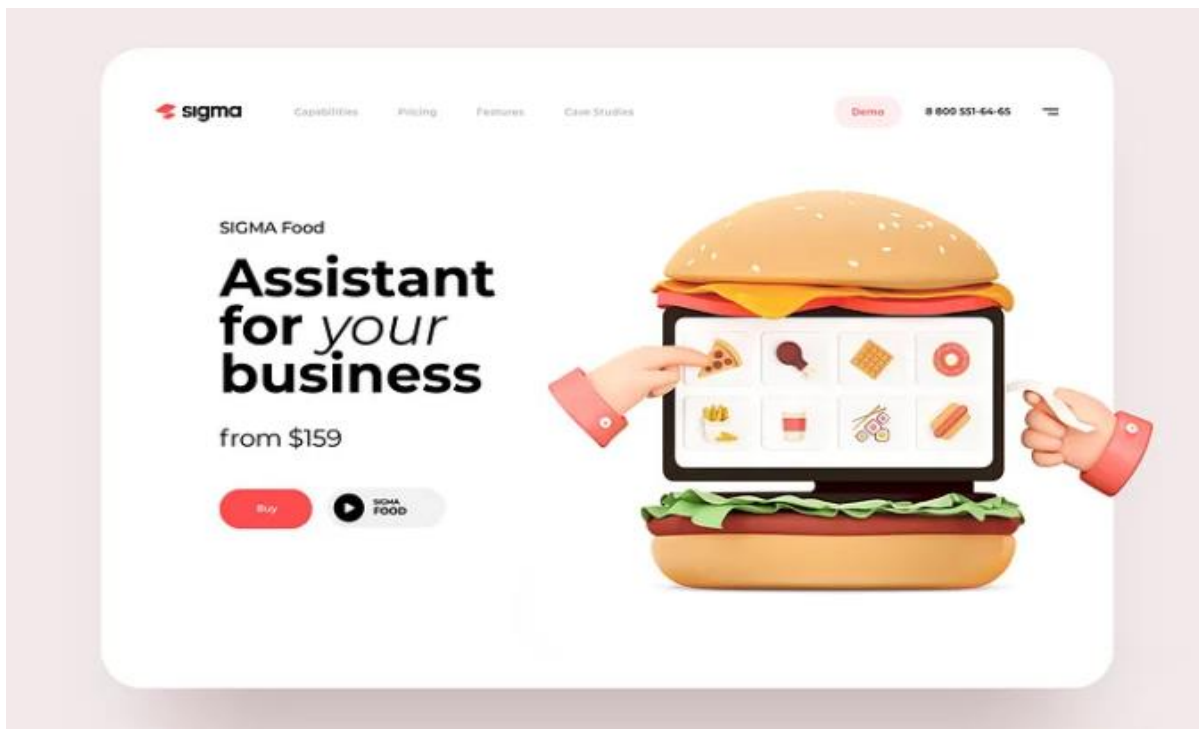 sigma
Capabilities Pricing Features Case Studies
Demo 8 800 551-64-65
SIGMA Food
Assistant
for your
business
from $159
Buy
SIGMA
FOOD